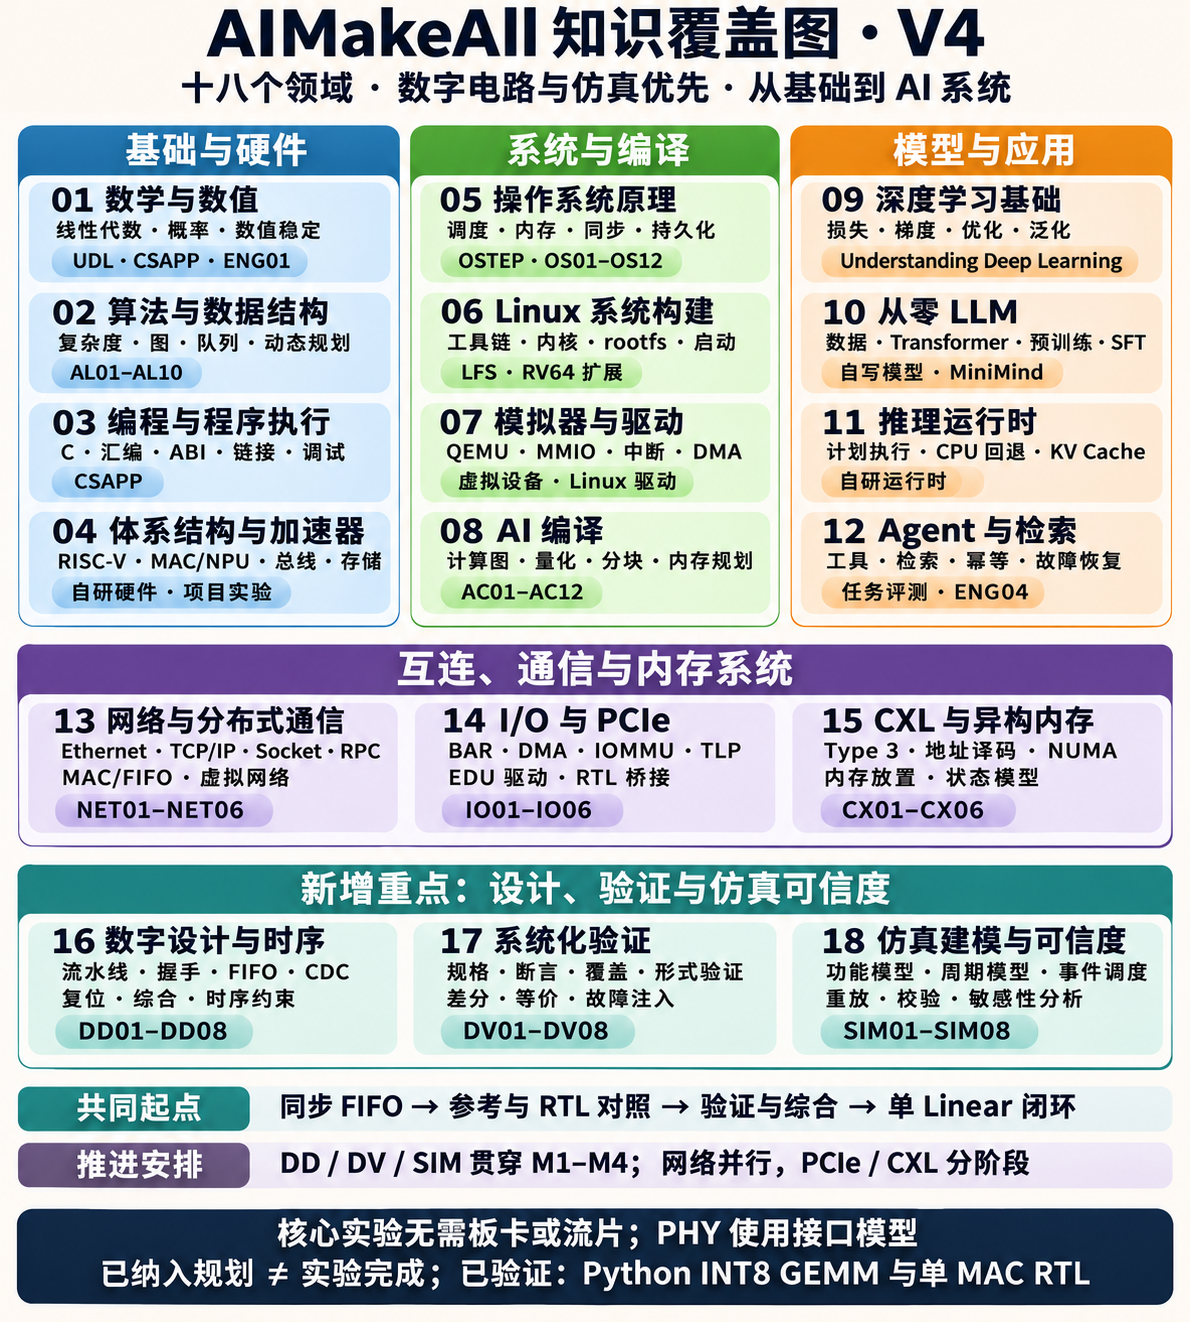 AIMakeAll 知识覆盖图 · V4
十八个领域 · 数字电路与仿真优先 · 从基础到 AI 系统
基础与硬件
01 数学与数值
线性代数 · 概率 · 数值稳定
UDL · CSAPP · ENG01
02 算法与数据结构
复杂度 · 图 · 队列 · 动态规划
AL01–AL10
03 编程与程序执行
C · 汇编 · ABI · 链接 · 调试
CSAPP
04 体系结构与加速器
RISC-V · MAC/NPU · 总线 · 存储
自研硬件 · 项目实验
系统与编译
05 操作系统原理
调度 · 内存 · 同步 · 持久化
OSTEP · OS01–OS12
06 Linux 系统构建
工具链 · 内核 · rootfs · 启动
LFS · RV64 扩展
07 模拟器与驱动
QEMU · MMIO · 中断 · DMA
虚拟设备 · Linux 驱动
08 AI 编译
计算图 · 量化 · 分块 · 内存规划
AC01–AC12
模型与应用
09 深度学习基础
损失 · 梯度 · 优化 · 泛化
Understanding Deep Learning
10 从零 LLM
数据 · Transformer · 预训练 · SFT
自写模型 · MiniMind
11 推理运行时
计划执行 · CPU 回退 · KV Cache
自研运行时
12 Agent 与检索
工具 · 检索 · 幂等 · 故障恢复
任务评测 · ENG04
互连、通信与内存系统
13 网络与分布式通信
Ethernet · TCP/IP · Socket · RPC
MAC/FIFO · 虚拟网络
NET01–NET06
14 I/O 与 PCIe
BAR · DMA · IOMMU · TLP
EDU 驱动 · RTL 桥接
IO01–IO06
15 CXL 与异构内存
Type 3 · 地址译码 · NUMA
内存放置 · 状态模型
CX01–CX06
新增重点：设计、验证与仿真可信度
16 数字设计与时序
流水线 · 握手 · FIFO · CDC
复位 · 综合 · 时序约束
DD01–DD08
17 系统化验证
规格 · 断言 · 覆盖 · 形式验证
差分 · 等价 · 故障注入
DV01–DV08
18 仿真建模与可信度
功能模型 · 周期模型 · 事件调度
重放 · 校验 · 敏感性分析
SIM01–SIM08
共同起点
同步 FIFO → 参考与 RTL 对照 → 验证与综合 → 单 Linear 闭环
推进安排
DD / DV / SIM 贯穿 M1–M4；网络并行，PCIe / CXL 分阶段
核心实验无需板卡或流片；PHY 使用接口模型
已纳入规划 ≠ 实验完成；已验证：Python INT8 GEMM 与单 MAC RTL